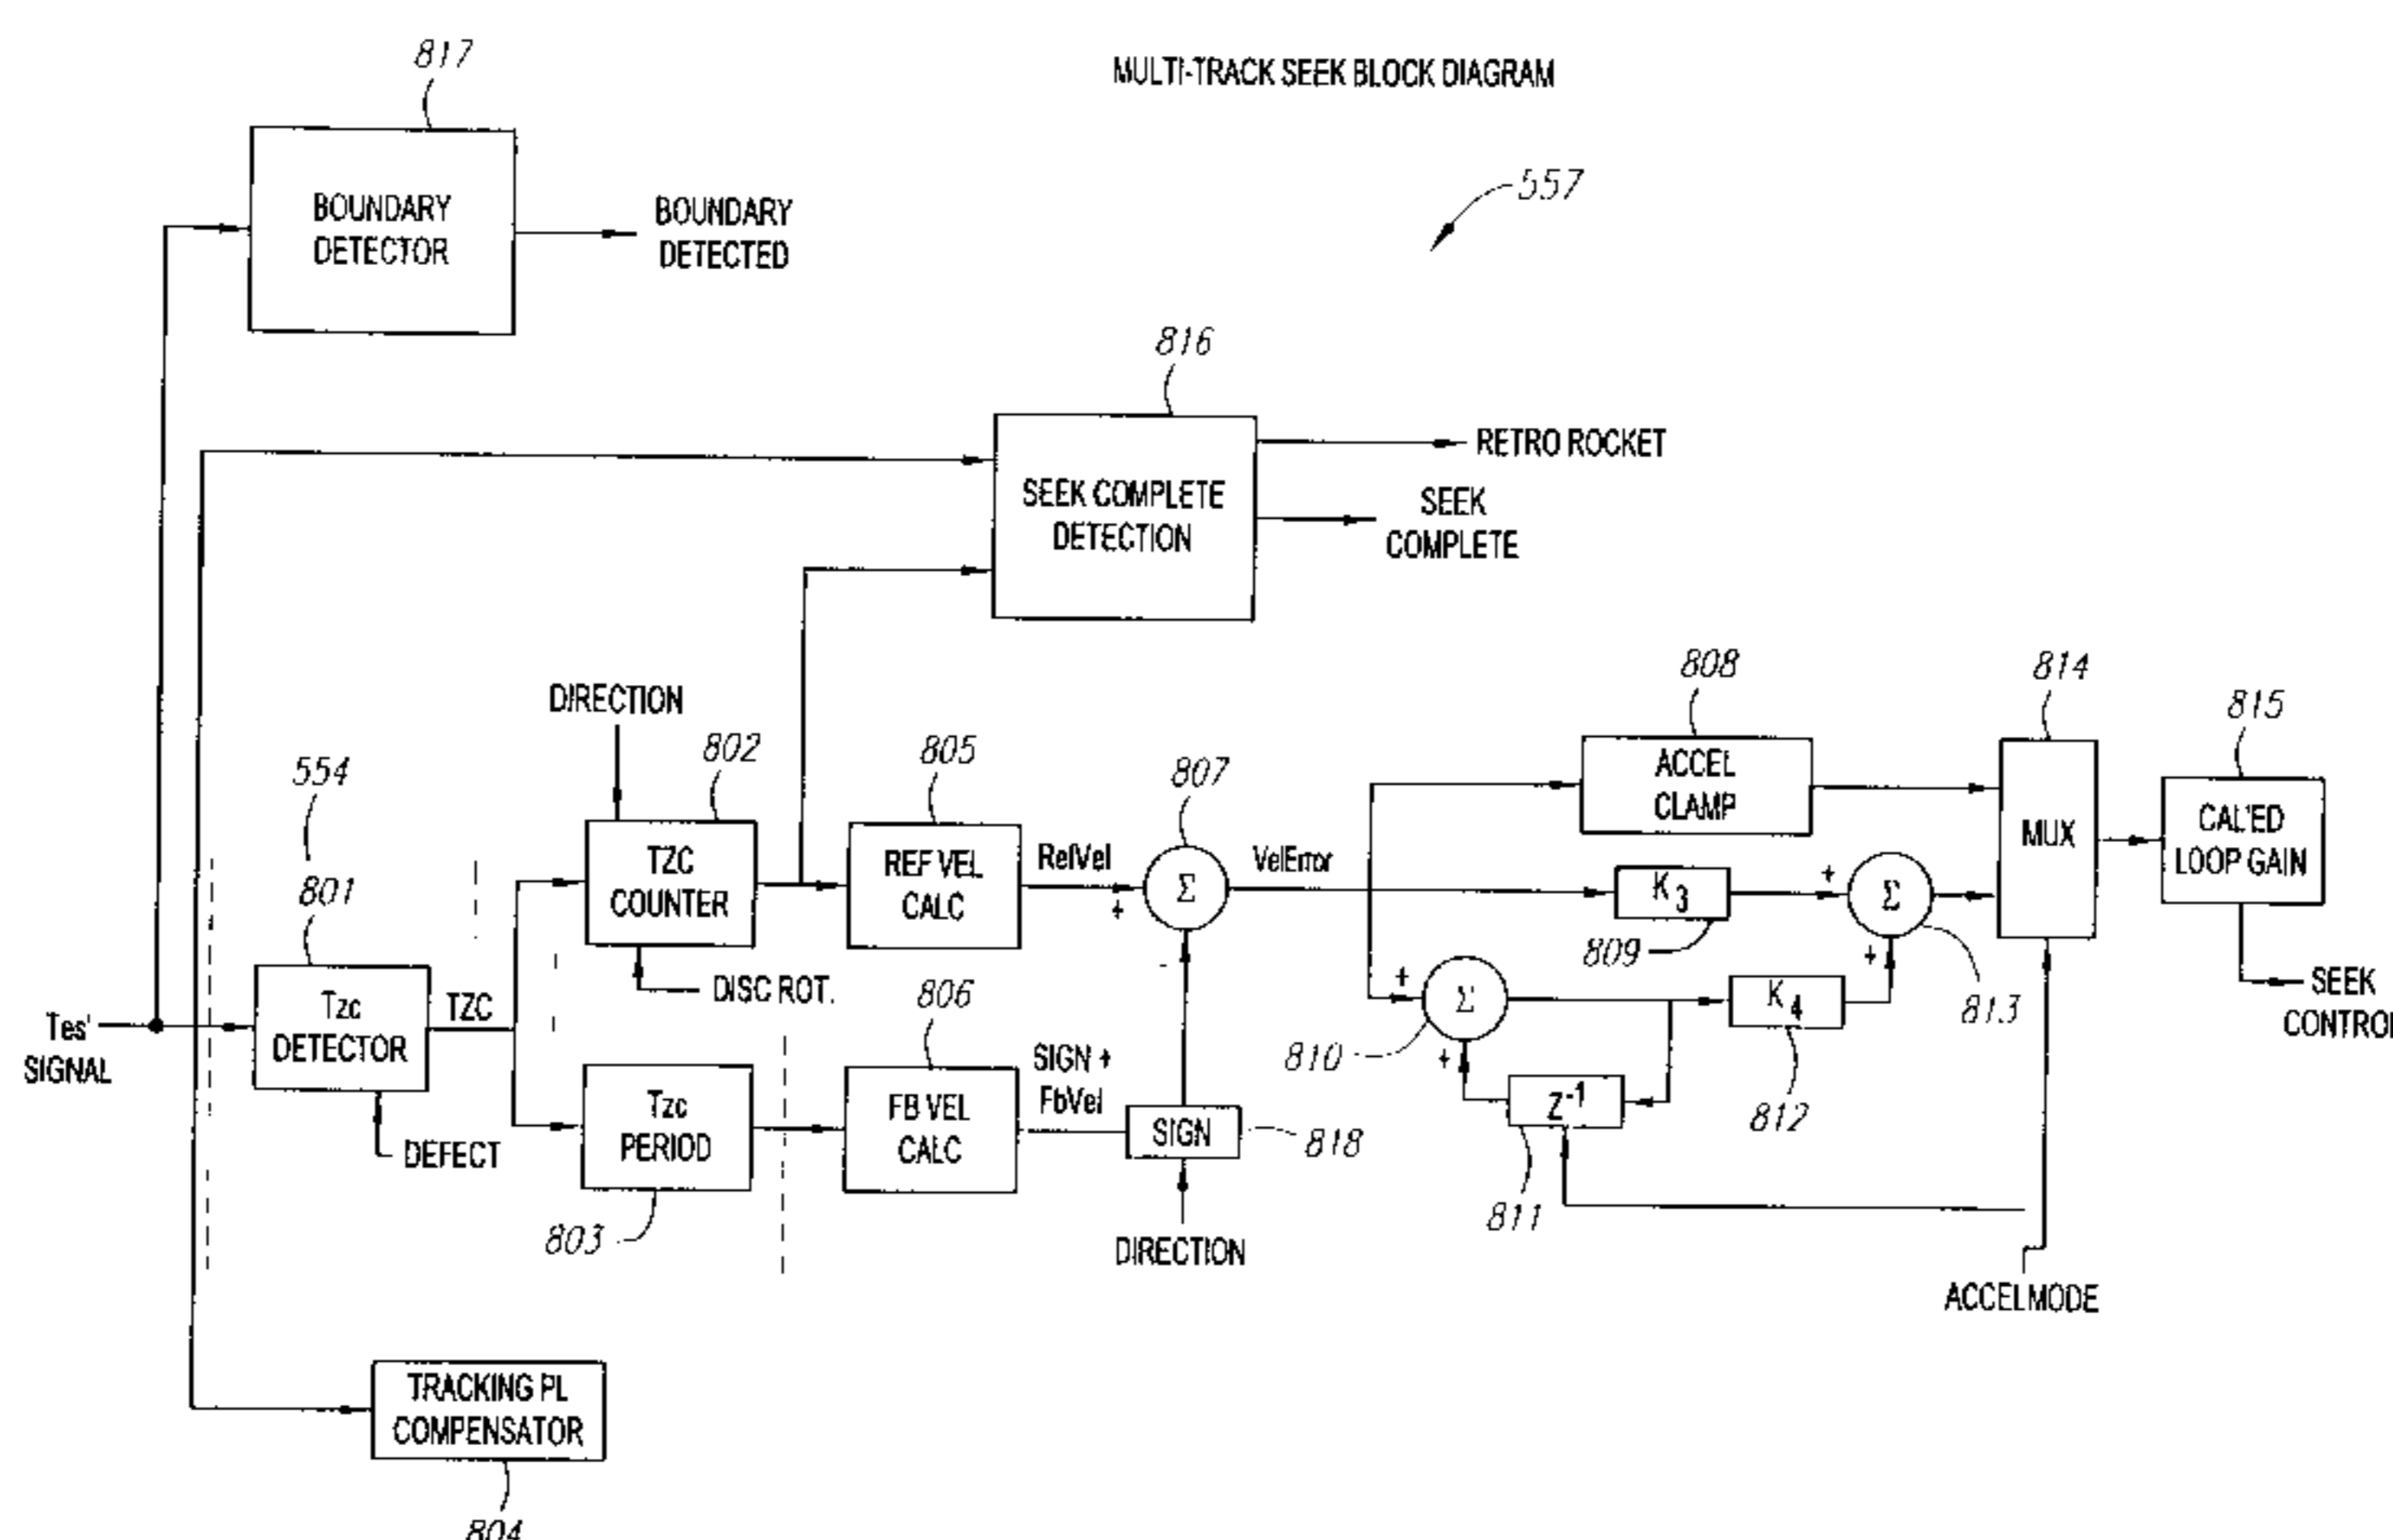 817
MULTI-TRACK SEEK BLOCK DIAGRAM
557
BOUNDARY
DETECTOR
BOUNDARY
DETECTED
816
SEEK COMPLETE
DETECTION
RETRO ROCKET
SEEK
COMPLETE
808
814
815
DIRECTION
802
805
807
554
801
ACCEL
CLAMP
MUX
CAL'ED
LOOP GAIN
TZC
COUNTER
REF VEL
CALC
RefVel
+
Σ
VelError
K3
809
+
Σ
+
813
DISC ROT.
Tes'
SIGNAL
Tzc
DETECTOR
TZC
DEFECT
806
-
+
Σ
+
810
K4
812
SEEK
CONTROL
Tzc
PERIOD
803
FB VEL
CALC
SIGN +
FbVel
SIGN
818
DIRECTION
Z-1
811
ACCELMODE
TRACKING PL
COMPENSATOR
804